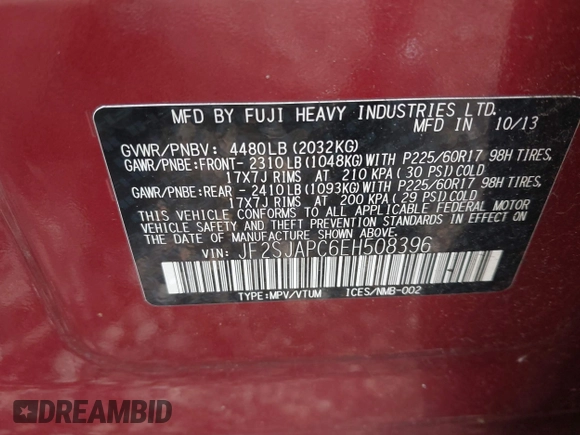 MFD BY FUJI HEAVY INDUSTRIES LTD.
MFD IN 10/13
GVWR/PNBV: 4480LB (2032KG)
GAWR/PNBE:FRONT- 2310LB (1048KG) WITH P225/60R17 98H TIRES,
17X7J RIMS AT 210 KPA ( 30 PSI) COLD
GAWR/PNBE:REAR - 2410LB (1093KG) WITH P225/60R17 98H TIRES,
17X7J RIMS AT 200 KPA ( 29 PSI) COLD
THIS VEHICLE CONFORMS TO ALL APPLICABLE FEDERAL MOTOR
VEHICLE SAFETY AND THEFT PREVENTION STANDARDS IN EFFECT
ON THE DATE OF MANUFACTURE SHOWN ABOVE.
VIN: JF2SJAPC6EH508396
TYPE:MPV/VTUM ICES/NMB-002
DREAMBID